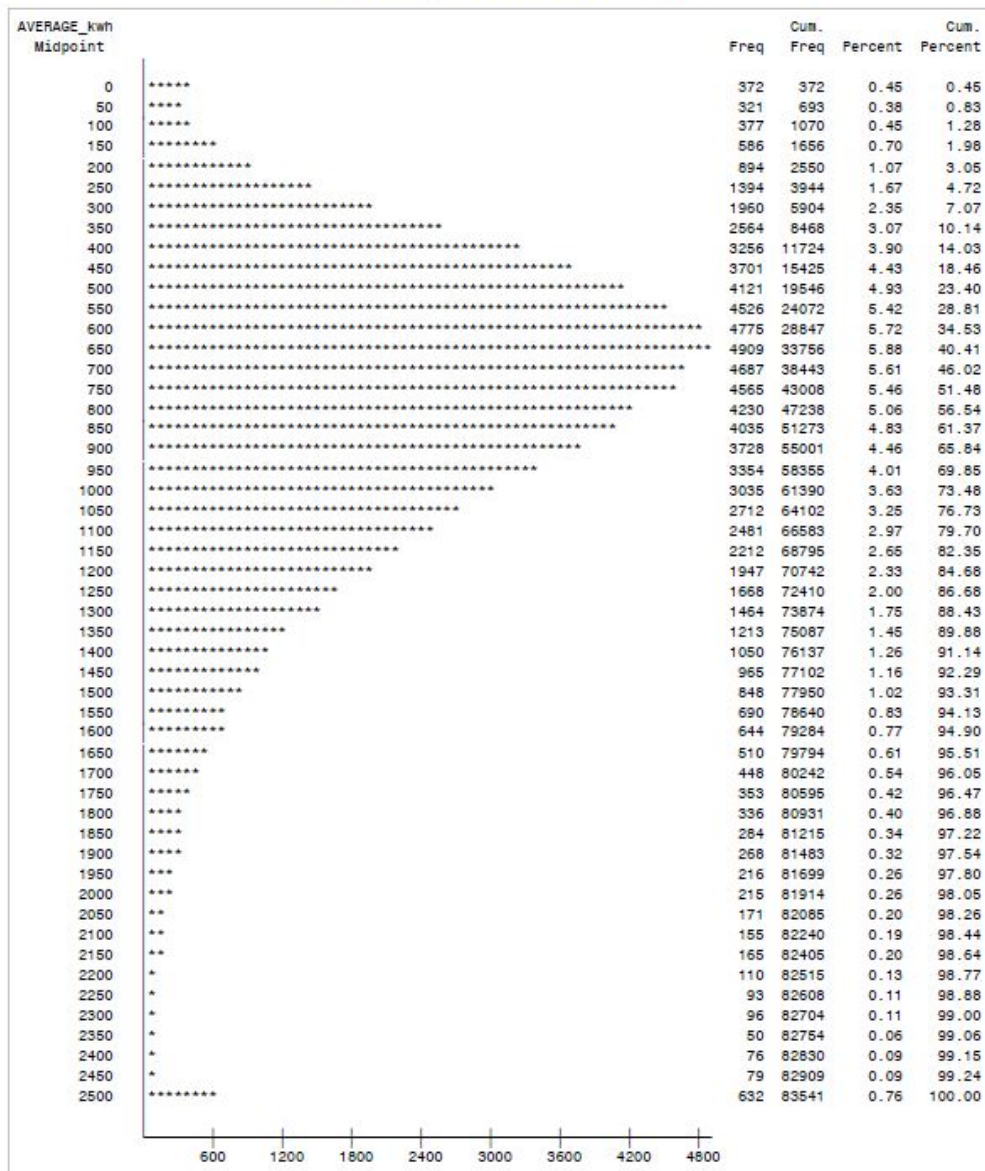 AVERAGE_kwh Cum. Cum.
Midpoint Freq Freq Percent Percent
0 ***** 372 372 0.45 0.45
50 **** 321 693 0.38 0.83
100 ***** 377 1070 0.45 1.28
150 ******** 586 1656 0.70 1.98
200 ************ 894 2550 1.07 3.05
250 ******************* 1394 3944 1.67 4.72
300 ************************** 1960 5904 2.35 7.07
350 ********************************** 2564 8468 3.07 10.14
400 ******************************************* 3256 11724 3.90 14.03
450 ************************************************* 3701 15425 4.43 18.46
500 ******************************************************* 4121 19546 4.93 23.40
550 ************************************************************ 4526 24072 5.42 28.81
600 **************************************************************** 4775 28847 5.72 34.53
650 ***************************************************************** 4909 33756 5.88 40.41
700 ************************************************************** 4687 38443 5.61 46.02
750 ************************************************************* 4565 43008 5.46 51.48
800 ******************************************************** 4230 47238 5.06 56.54
850 ****************************************************** 4035 51273 4.83 61.37
900 ************************************************** 3728 55001 4.46 65.84
950 ********************************************* 3354 58355 4.01 69.85
1000 **************************************** 3035 61390 3.63 73.48
1050 ************************************ 2712 64102 3.25 76.73
1100 ********************************* 2481 66583 2.97 79.70
1150 ***************************** 2212 68795 2.65 82.35
1200 ************************** 1947 70742 2.33 84.68
1250 ********************** 1668 72410 2.00 86.68
1300 ******************** 1464 73874 1.75 88.43
1350 **************** 1213 75087 1.45 89.88
1400 ************** 1050 76137 1.26 91.14
1450 ************* 965 77102 1.16 92.29
1500 *********** 848 77950 1.02 93.31
1550 ********* 690 78640 0.83 94.13
1600 ********* 644 79284 0.77 94.90
1650 ******* 510 79794 0.61 95.51
1700 ****** 448 80242 0.54 96.05
1750 ***** 353 80595 0.42 96.47
1800 **** 336 80931 0.40 96.88
1850 **** 284 81215 0.34 97.22
1900 **** 268 81483 0.32 97.54
1950 *** 216 81699 0.26 97.80
2000 *** 215 81914 0.26 98.05
2050 ** 171 82085 0.20 98.26
2100 ** 155 82240 0.19 98.44
2150 ** 165 82405 0.20 98.64
2200 * 110 82515 0.13 98.77
2250 * 93 82608 0.11 98.88
2300 * 96 82704 0.11 99.00
2350 * 50 82754 0.06 99.06
2400 * 76 82830 0.09 99.15
2450 * 79 82909 0.09 99.24
2500 ******** 632 83541 0.76 100.00
600 1200 1800 2400 3000 3600 4200 4800